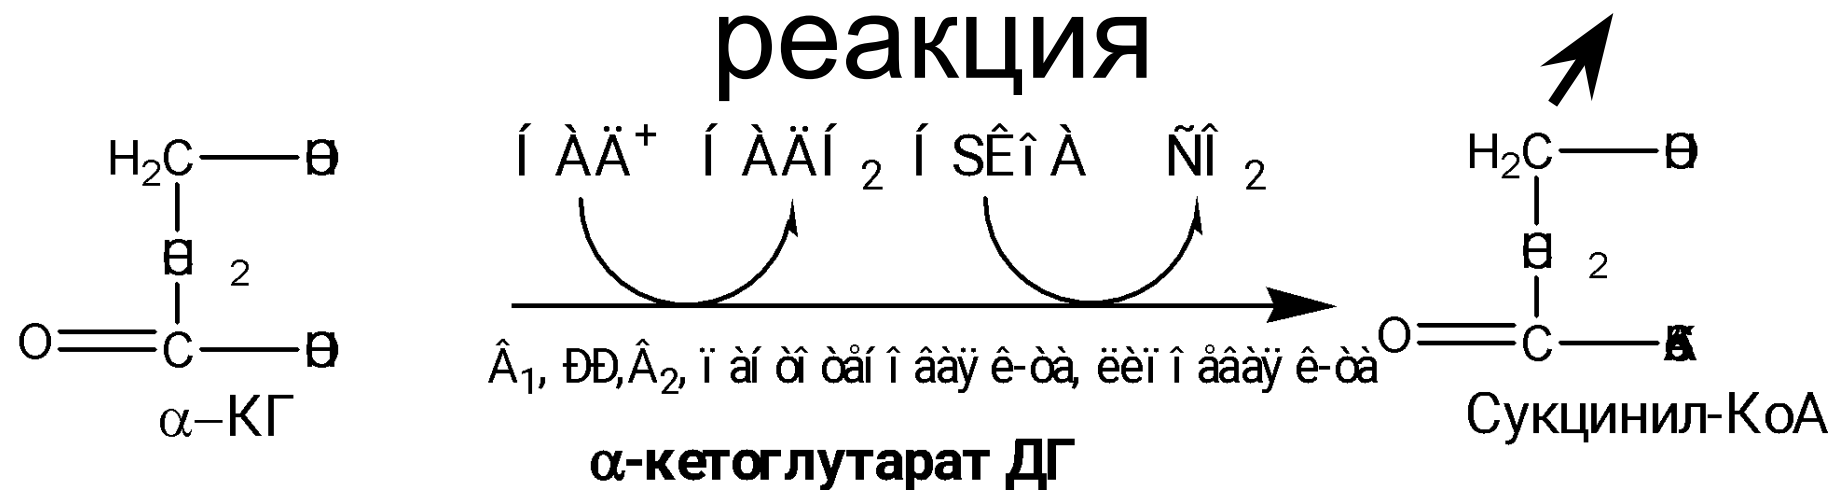 реакция
Í ÀÄ+ Í ÀÄÍ 2 Í SÊîÀ ÑÎ 2
H2C
H2C
2
2
O C
O C
Â1, ÐÐ,Â2, ï àí òî òåí î âàÿ ê-òà, ëèï î åâàÿ ê-òà
α–КГ
Сукцинил-КоА
α-кетоглутарат ДГ